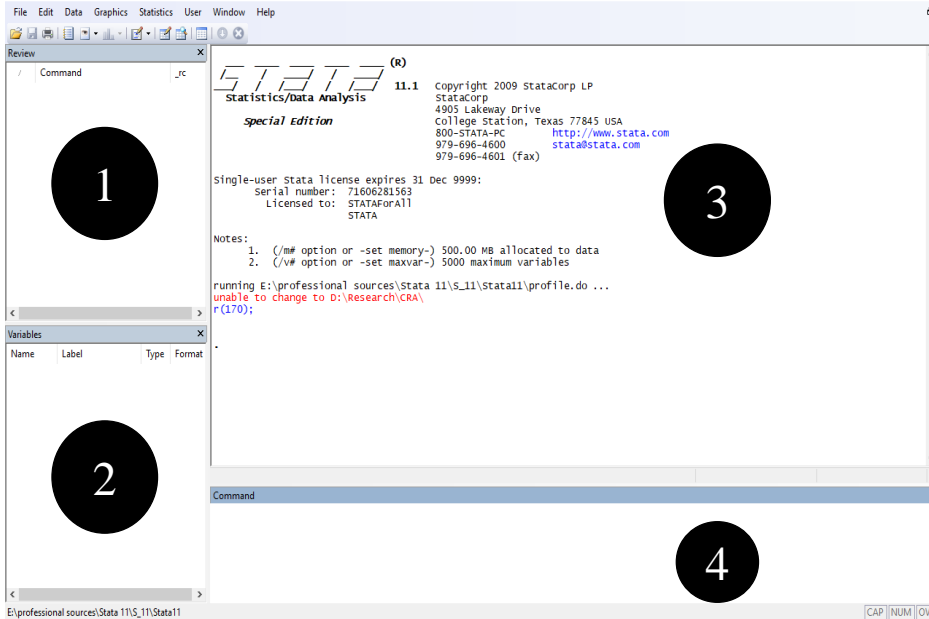 File Edit Data Graphics Statistics User Window Help
Review X
/ Command _rc
1
Variables X
Name Label Type Format
2
(R)
STATA 11.1 Copyright 2009 StataCorp LP
Statistics/Data Analysis StataCorp
4905 Lakeway Drive
Special Edition College Station, Texas 77845 USA
800-STATA-PC http://www.stata.com
979-696-4600 stata@stata.com
979-696-4601 (fax)
3
Single-user Stata license expires 31 Dec 9999:
Serial number: 71606281563
Licensed to: STATAForAll
STATA
Notes:
1. (/m# option or -set memory-) 500.00 MB allocated to data
2. (/v# option or -set maxvar-) 5000 maximum variables
running E:\professional sources\Stata 11\S_11\Stata11\profile.do ...
unable to change to D:\Research\CRA\
r(170);
.
Command
4
E:\professional sources\Stata 11\S_11\Stata11 CAP NUM OV